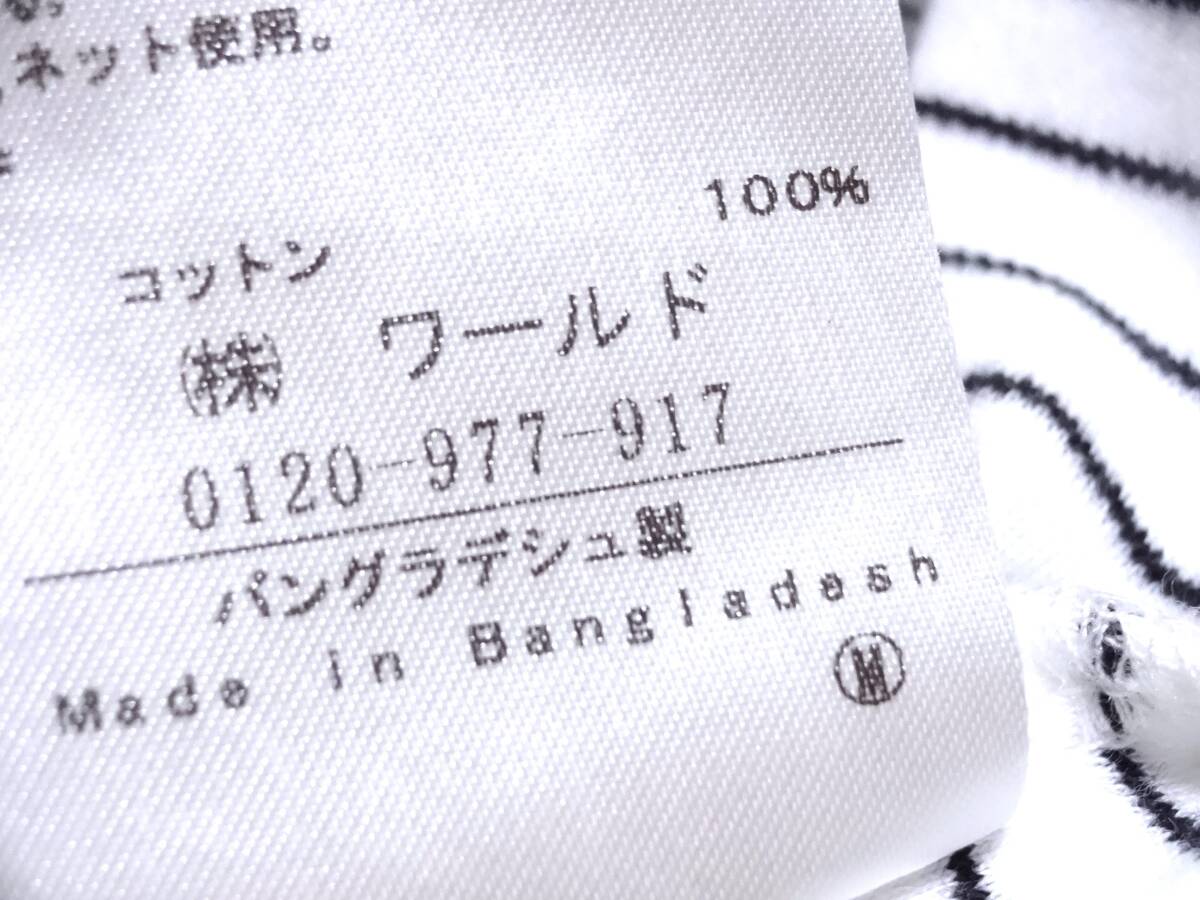 ネット使用。
100%
コットン
㈱ ワールド
0120-977-917
バングラデシュ製
Made in Bangladesh
Ⓜ